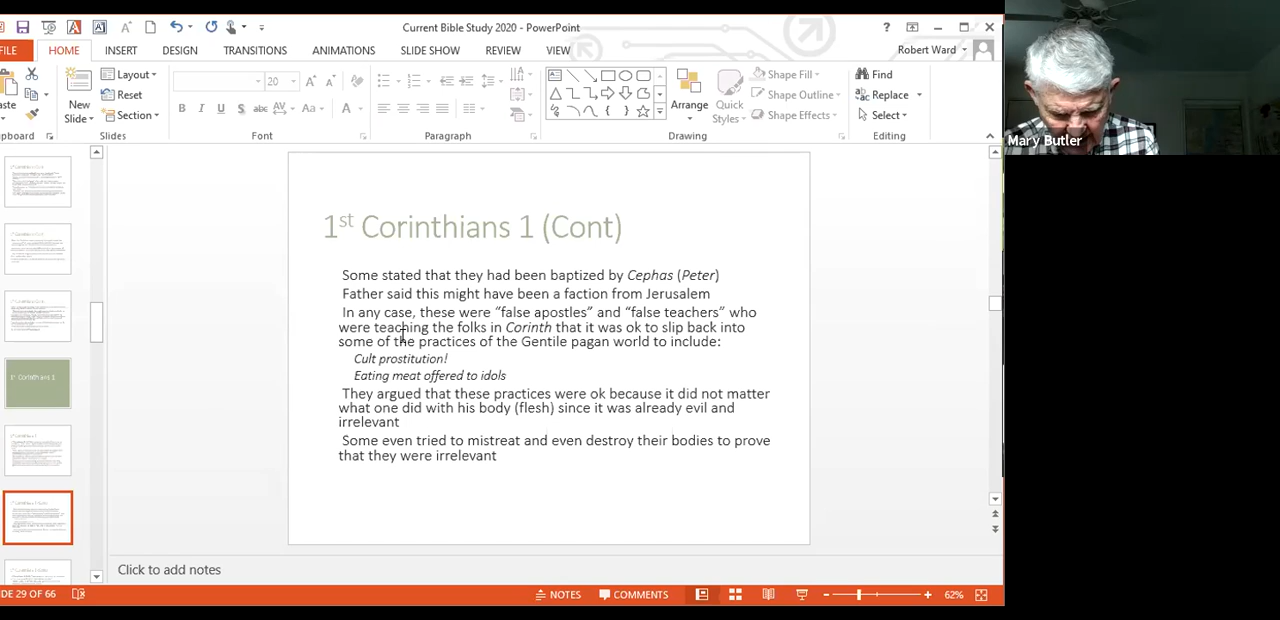 Current Bible Study 2020 - PowerPoint
FILE
HOME
INSERT
DESIGN
TRANSITIONS
ANIMATIONS
SLIDE SHOW
REVIEW
VIEW
Robert Ward
Layout
Reset
Section
New
Slide
20
Arrange
Quick
Styles
Shape Fill
Shape Outline
Shape Effects
Find
Replace
Select
Slides
Font
Paragraph
Drawing
Editing
Mary Butler
1st Corinthians 1 (Cont)
Some stated that they had been baptized by Cephas (Peter)
Father said this might have been a faction from Jerusalem
In any case, these were “false apostles” and “false teachers” who
were teaching the folks in Corinth that it was ok to slip back into
some of the practices of the Gentile pagan world to include:
Cult prostitution!
Eating meat offered to idols
They argued that these practices were ok because it did not matter
what one did with his body (flesh) since it was already evil and
irrelevant
Some even tried to mistreat and even destroy their bodies to prove
that they were irrelevant
Click to add notes
DE 29 OF 66
NOTES
COMMENTS
62%